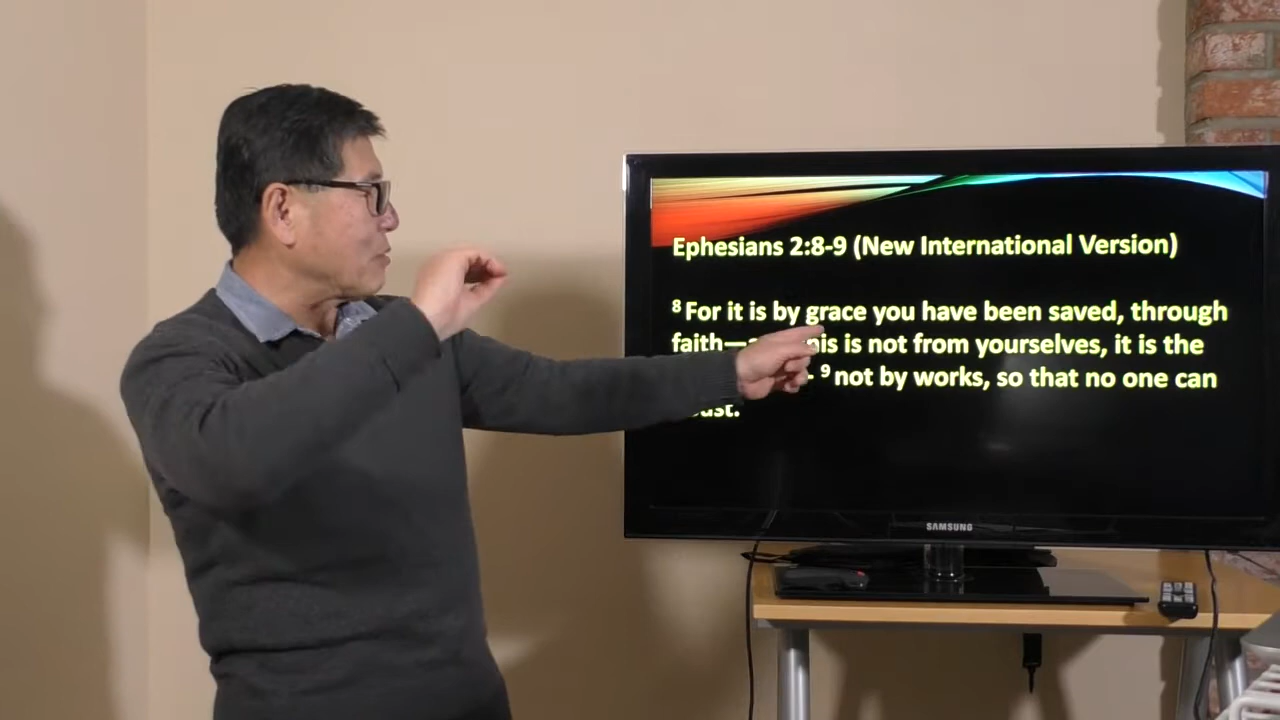 Ephesians 2:8-9 (New International Version)
8 For it is by grace you have been saved, through
faith— is is not from yourselves, it is the
9 not by works, so that no one can
SAMSUNG